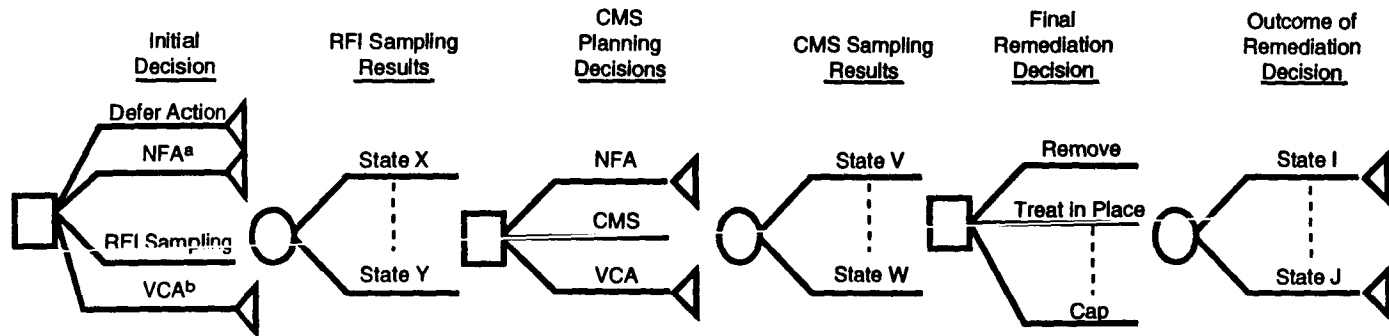 Initial
Decision
RFI Sampling
Results
CMS
Planning
Decisions
CMS Sampling
Results
Final
Remediation
Decision
Outcome of
Remediation
Decision
Defer Action
NFAa
RFI Sampling
VCAb
State X
State Y
NFA
CMS
VCA
State V
State W
Remove
Treat in Place
Cap
State I
State J